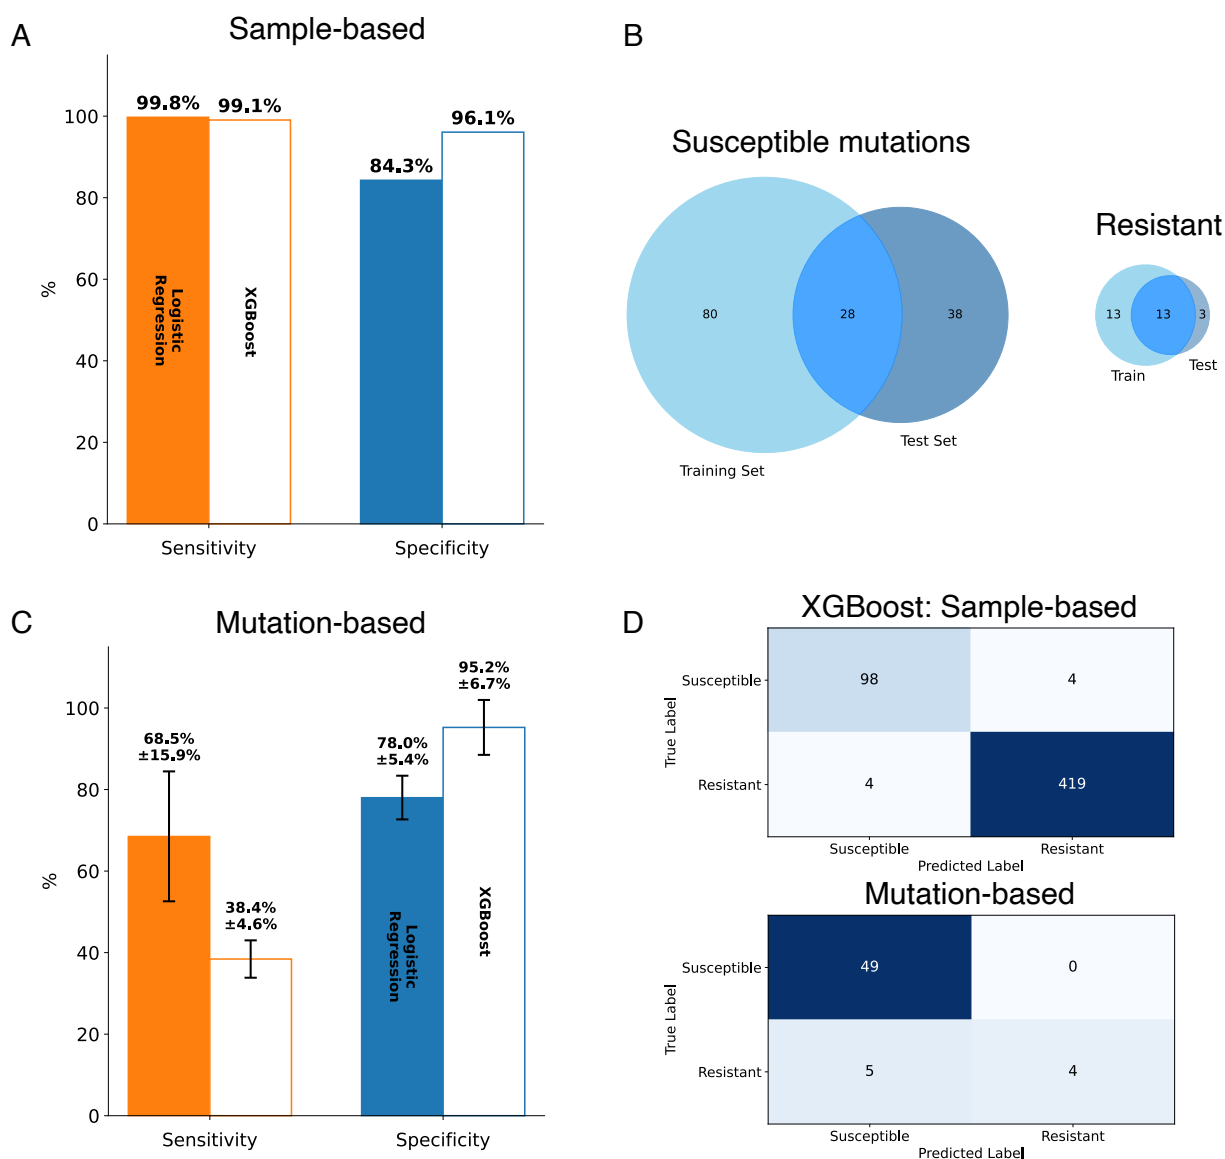 A
Sample-based
%
100
80
60
40
20
0
99.8%
99.1%
84.3%
96.1%
Logistic
Regression
XGBoost
Sensitivity
Specificity
B
Susceptible mutations
80
28
38
Training Set
Test Set
Resistant
13
13
3
Train
Test
C
Mutation-based
%
100
80
60
40
20
0
68.5%
±15.9%
38.4%
±4.6%
78.0%
±5.4%
95.2%
±6.7%
Logistic
Regression
XGBoost
Sensitivity
Specificity
D
XGBoost: Sample-based
True Label
Susceptible
98
4
Resistant
4
419
Susceptible
Resistant
Predicted Label
Mutation-based
True Label
Susceptible
49
0
Resistant
5
4
Susceptible
Resistant
Predicted Label